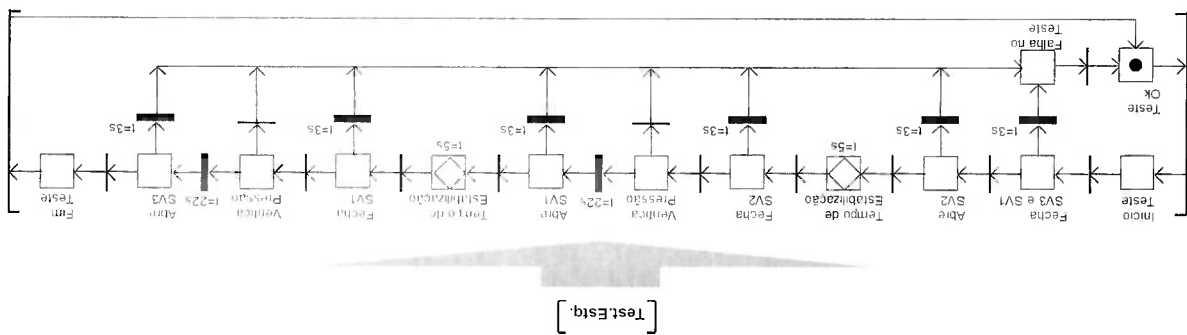 [Test.Estq.]
Inicio
Teste
Fecha
SV3 e SV1
Abre
SV2
Tempo de
Estabilização
Fecha
SV2
Verifica
Pressão
Abre
SV1
Tempo de
Estabilização
Fecha
SV1
Verifica
Pressão
Abre
SV3
Fim
Teste
t=5s
t=22s
t=5s
t=22s
t=3s
t=3s
t=3s
t=3s
t=3s
t=3s
Teste
Ok
Falha no
Teste